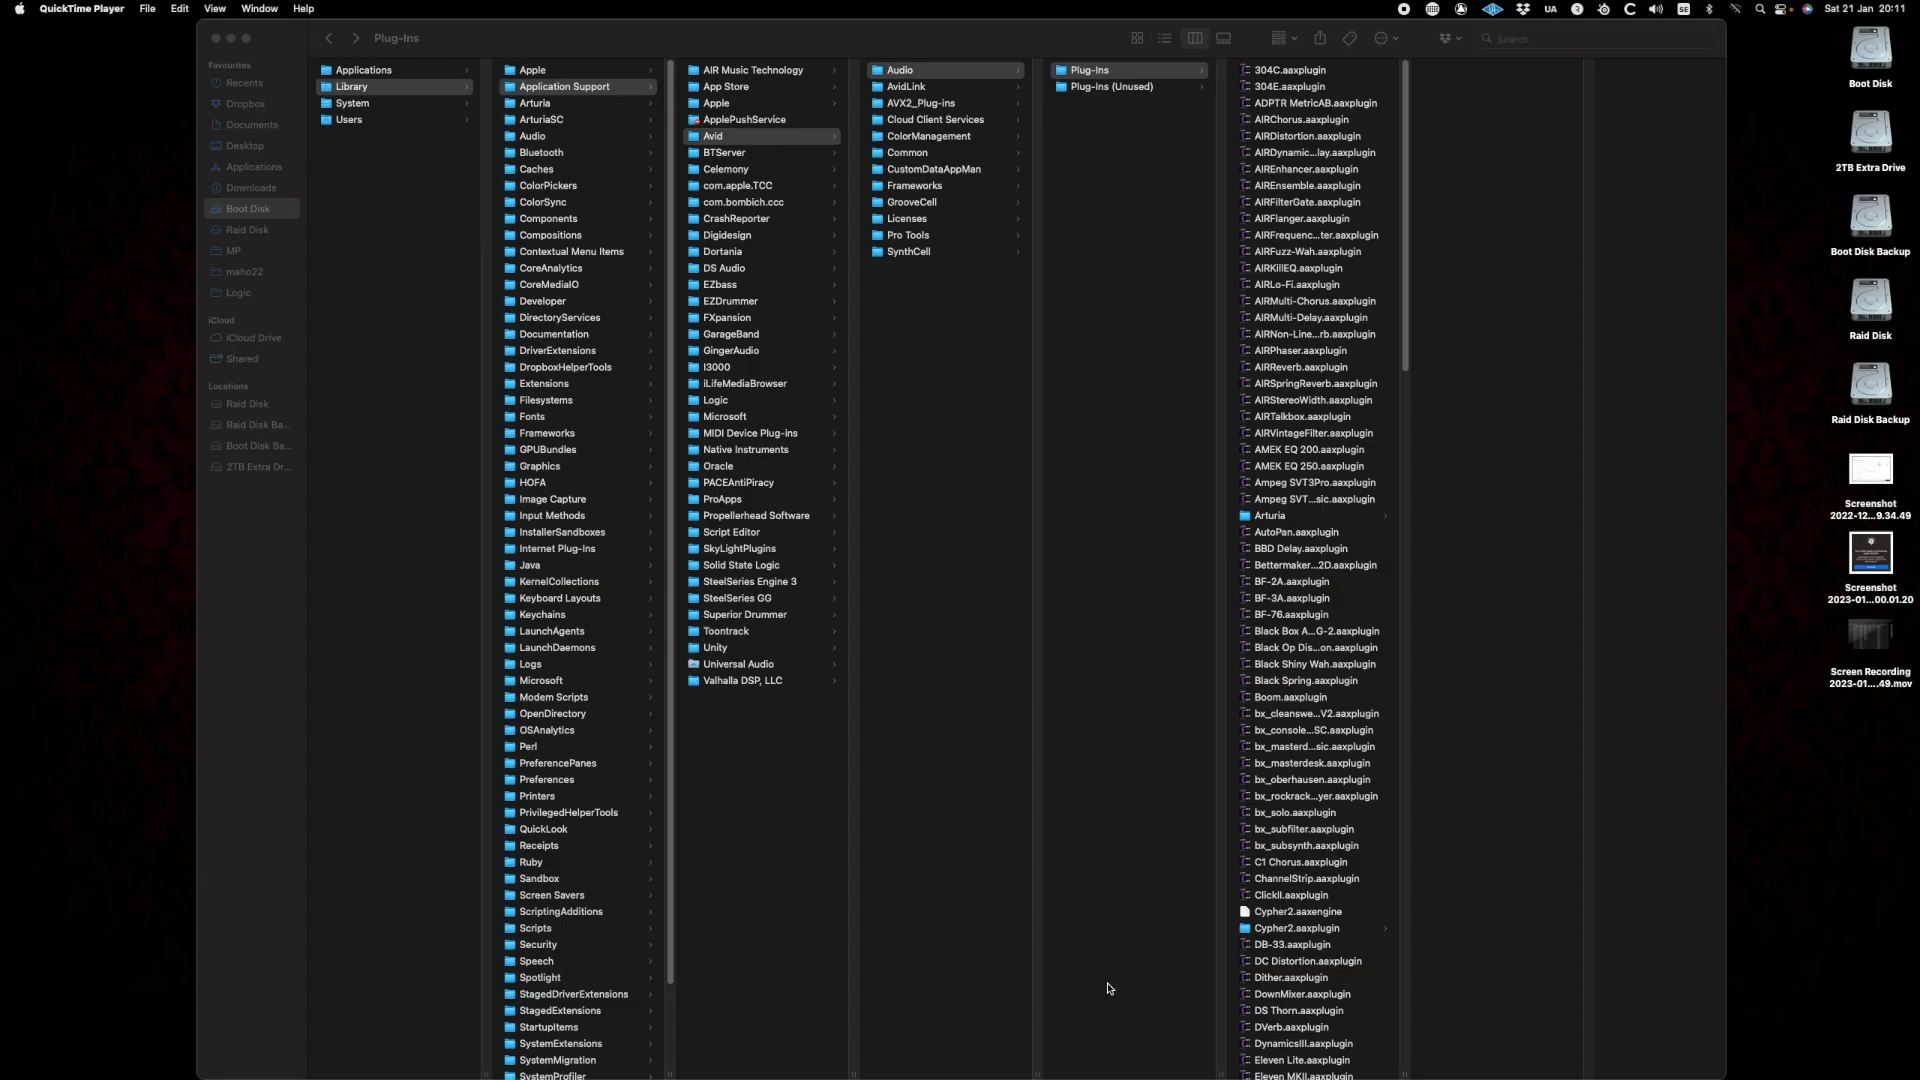 QuickTime Player File Edit View Window Help
UA SE Sat 21 Jan 20:11
Plug-Ins
Search
Favourites
Recents
Dropbox
Documents
Desktop
Applications
Downloads
Boot Disk
Raid Disk
MP
maho22
Logic
iCloud
iCloud Drive
Shared
Locations
Raid Disk
Raid Disk Ba...
Boot Disk Ba...
2TB Extra Dr...
Applications
Library
System
Users
Apple
Application Support
Arturia
ArturiaSC
Audio
Bluetooth
Caches
ColorPickers
ColorSync
Components
Compositions
Contextual Menu Items
CoreAnalytics
CoreMediaIO
Developer
DirectoryServices
Documentation
DriverExtensions
DropboxHelperTools
Extensions
Filesystems
Fonts
Frameworks
GPUBundles
Graphics
HOFA
Image Capture
Input Methods
InstallerSandboxes
Internet Plug-Ins
Java
KernelCollections
Keyboard Layouts
Keychains
LaunchAgents
LaunchDaemons
Logs
Microsoft
Modem Scripts
OpenDirectory
OSAnalytics
Perl
PreferencePanes
Preferences
Printers
PrivilegedHelperTools
QuickLook
Receipts
Ruby
Sandbox
Screen Savers
ScriptingAdditions
Scripts
Security
Speech
Spotlight
StagedDriverExtensions
StagedExtensions
StartupItems
SystemExtensions
SystemMigration
SystemProfiler
AIR Music Technology
App Store
Apple
ApplePushService
Avid
BTServer
Celemony
com.apple.TCC
com.bombich.ccc
CrashReporter
Digidesign
Dortania
DS Audio
EZbass
EZDrummer
FXpansion
GarageBand
GingerAudio
I3000
iLifeMediaBrowser
Logic
Microsoft
MIDI Device Plug-ins
Native Instruments
Oracle
PACEAntiPiracy
ProApps
Propellerhead Software
Script Editor
SkyLightPlugins
Solid State Logic
SteelSeries Engine 3
SteelSeries GG
Superior Drummer
Toontrack
Unity
Universal Audio
Valhalla DSP, LLC
Audio
AvidLink
AVX2_Plug-ins
Cloud Client Services
ColorManagement
Common
CustomDataAppMan
Frameworks
GrooveCell
Licenses
Pro Tools
SynthCell
Plug-Ins
Plug-Ins (Unused)
304C.aaxplugin
304E.aaxplugin
ADPTR MetricAB.aaxplugin
AIRChorus.aaxplugin
AIRDistortion.aaxplugin
AIRDynamic...lay.aaxplugin
AIREnhancer.aaxplugin
AIREnsemble.aaxplugin
AIRFilterGate.aaxplugin
AIRFlanger.aaxplugin
AIRFrequenc...ter.aaxplugin
AIRFuzz-Wah.aaxplugin
AIRKillEQ.aaxplugin
AIRLo-Fi.aaxplugin
AIRMulti-Chorus.aaxplugin
AIRMulti-Delay.aaxplugin
AIRNon-Line...rb.aaxplugin
AIRPhaser.aaxplugin
AIRReverb.aaxplugin
AIRSpringReverb.aaxplugin
AIRStereoWidth.aaxplugin
AIRTalkbox.aaxplugin
AIRVintageFilter.aaxplugin
AMEK EQ 200.aaxplugin
AMEK EQ 250.aaxplugin
Ampeg SVT3Pro.aaxplugin
Ampeg SVT...sic.aaxplugin
Arturia
AutoPan.aaxplugin
BBD Delay.aaxplugin
Bettermaker...2D.aaxplugin
BF-2A.aaxplugin
BF-3A.aaxplugin
BF-76.aaxplugin
Black Box A...G-2.aaxplugin
Black Op Dis...on.aaxplugin
Black Shiny Wah.aaxplugin
Black Spring.aaxplugin
Boom.aaxplugin
bx_cleanswe...V2.aaxplugin
bx_console...SC.aaxplugin
bx_masterd...sic.aaxplugin
bx_masterdesk.aaxplugin
bx_oberhausen.aaxplugin
bx_rockrack...yer.aaxplugin
bx_solo.aaxplugin
bx_subfilter.aaxplugin
bx_subsynth.aaxplugin
C1 Chorus.aaxplugin
ChannelStrip.aaxplugin
ClickII.aaxplugin
Cypher2.aaxengine
Cypher2.aaxplugin
DB-33.aaxplugin
DC Distortion.aaxplugin
Dither.aaxplugin
DownMixer.aaxplugin
DS Thorn.aaxplugin
DVerb.aaxplugin
DynamicsIII.aaxplugin
Eleven Lite.aaxplugin
Eleven MKII.aaxplugin
Boot Disk
2TB Extra Drive
Boot Disk Backup
Raid Disk
Raid Disk Backup
Screenshot
2022-12...9.34.49
Screenshot
2023-01...00.01.20
Screen Recording
2023-01....49.mov